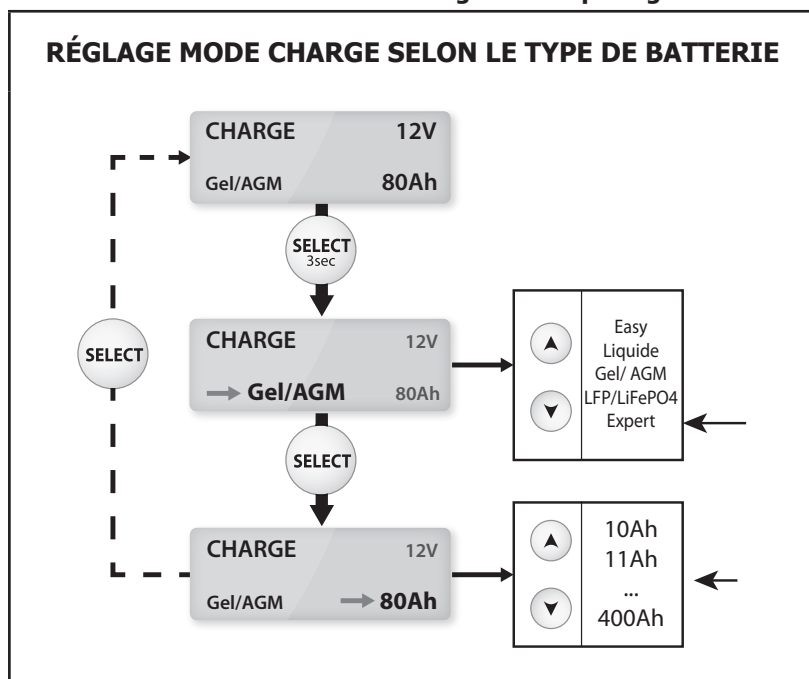 RÉGLAGE MODE CHARGE SELON LE TYPE DE BATTERIE
CHARGE 12V
Gel/AGM 80Ah
SELECT
3sec
CHARGE 12V
Gel/AGM 80Ah
Easy
Liquide
Gel/ AGM
LFP/LiFePO4
Expert
SELECT
SELECT
CHARGE 12V
Gel/AGM 80Ah
10Ah
11Ah
...
400Ah